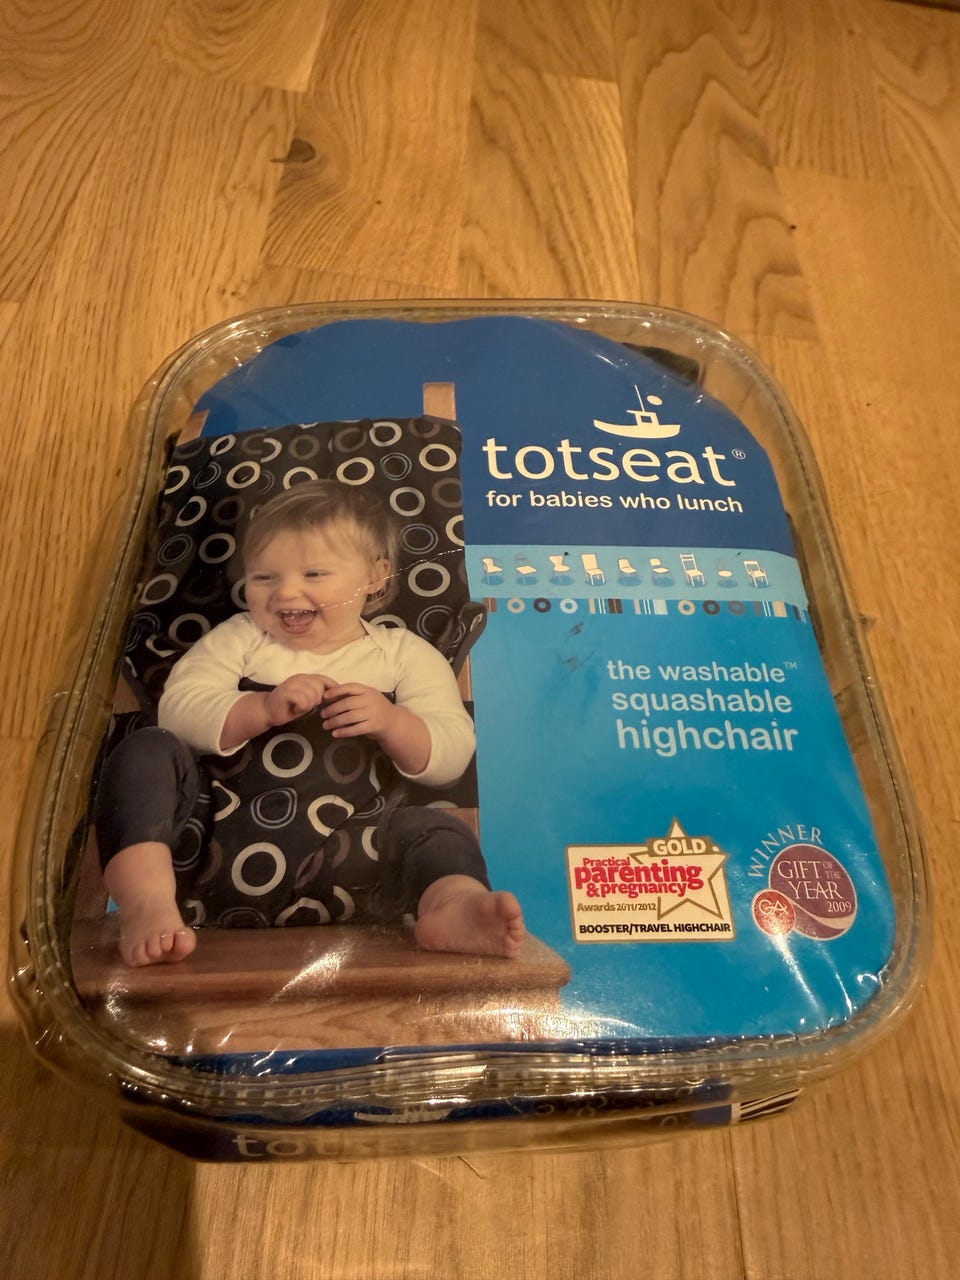 totseat®
for babies who lunch
the washable™
squashable
highchair
GOLD
Practical
parenting
& pregnancy
Awards 2011/2012
BOOSTER/TRAVEL HIGHCHAIR
WINNER
GIFT OF THE
YEAR
2009
GA